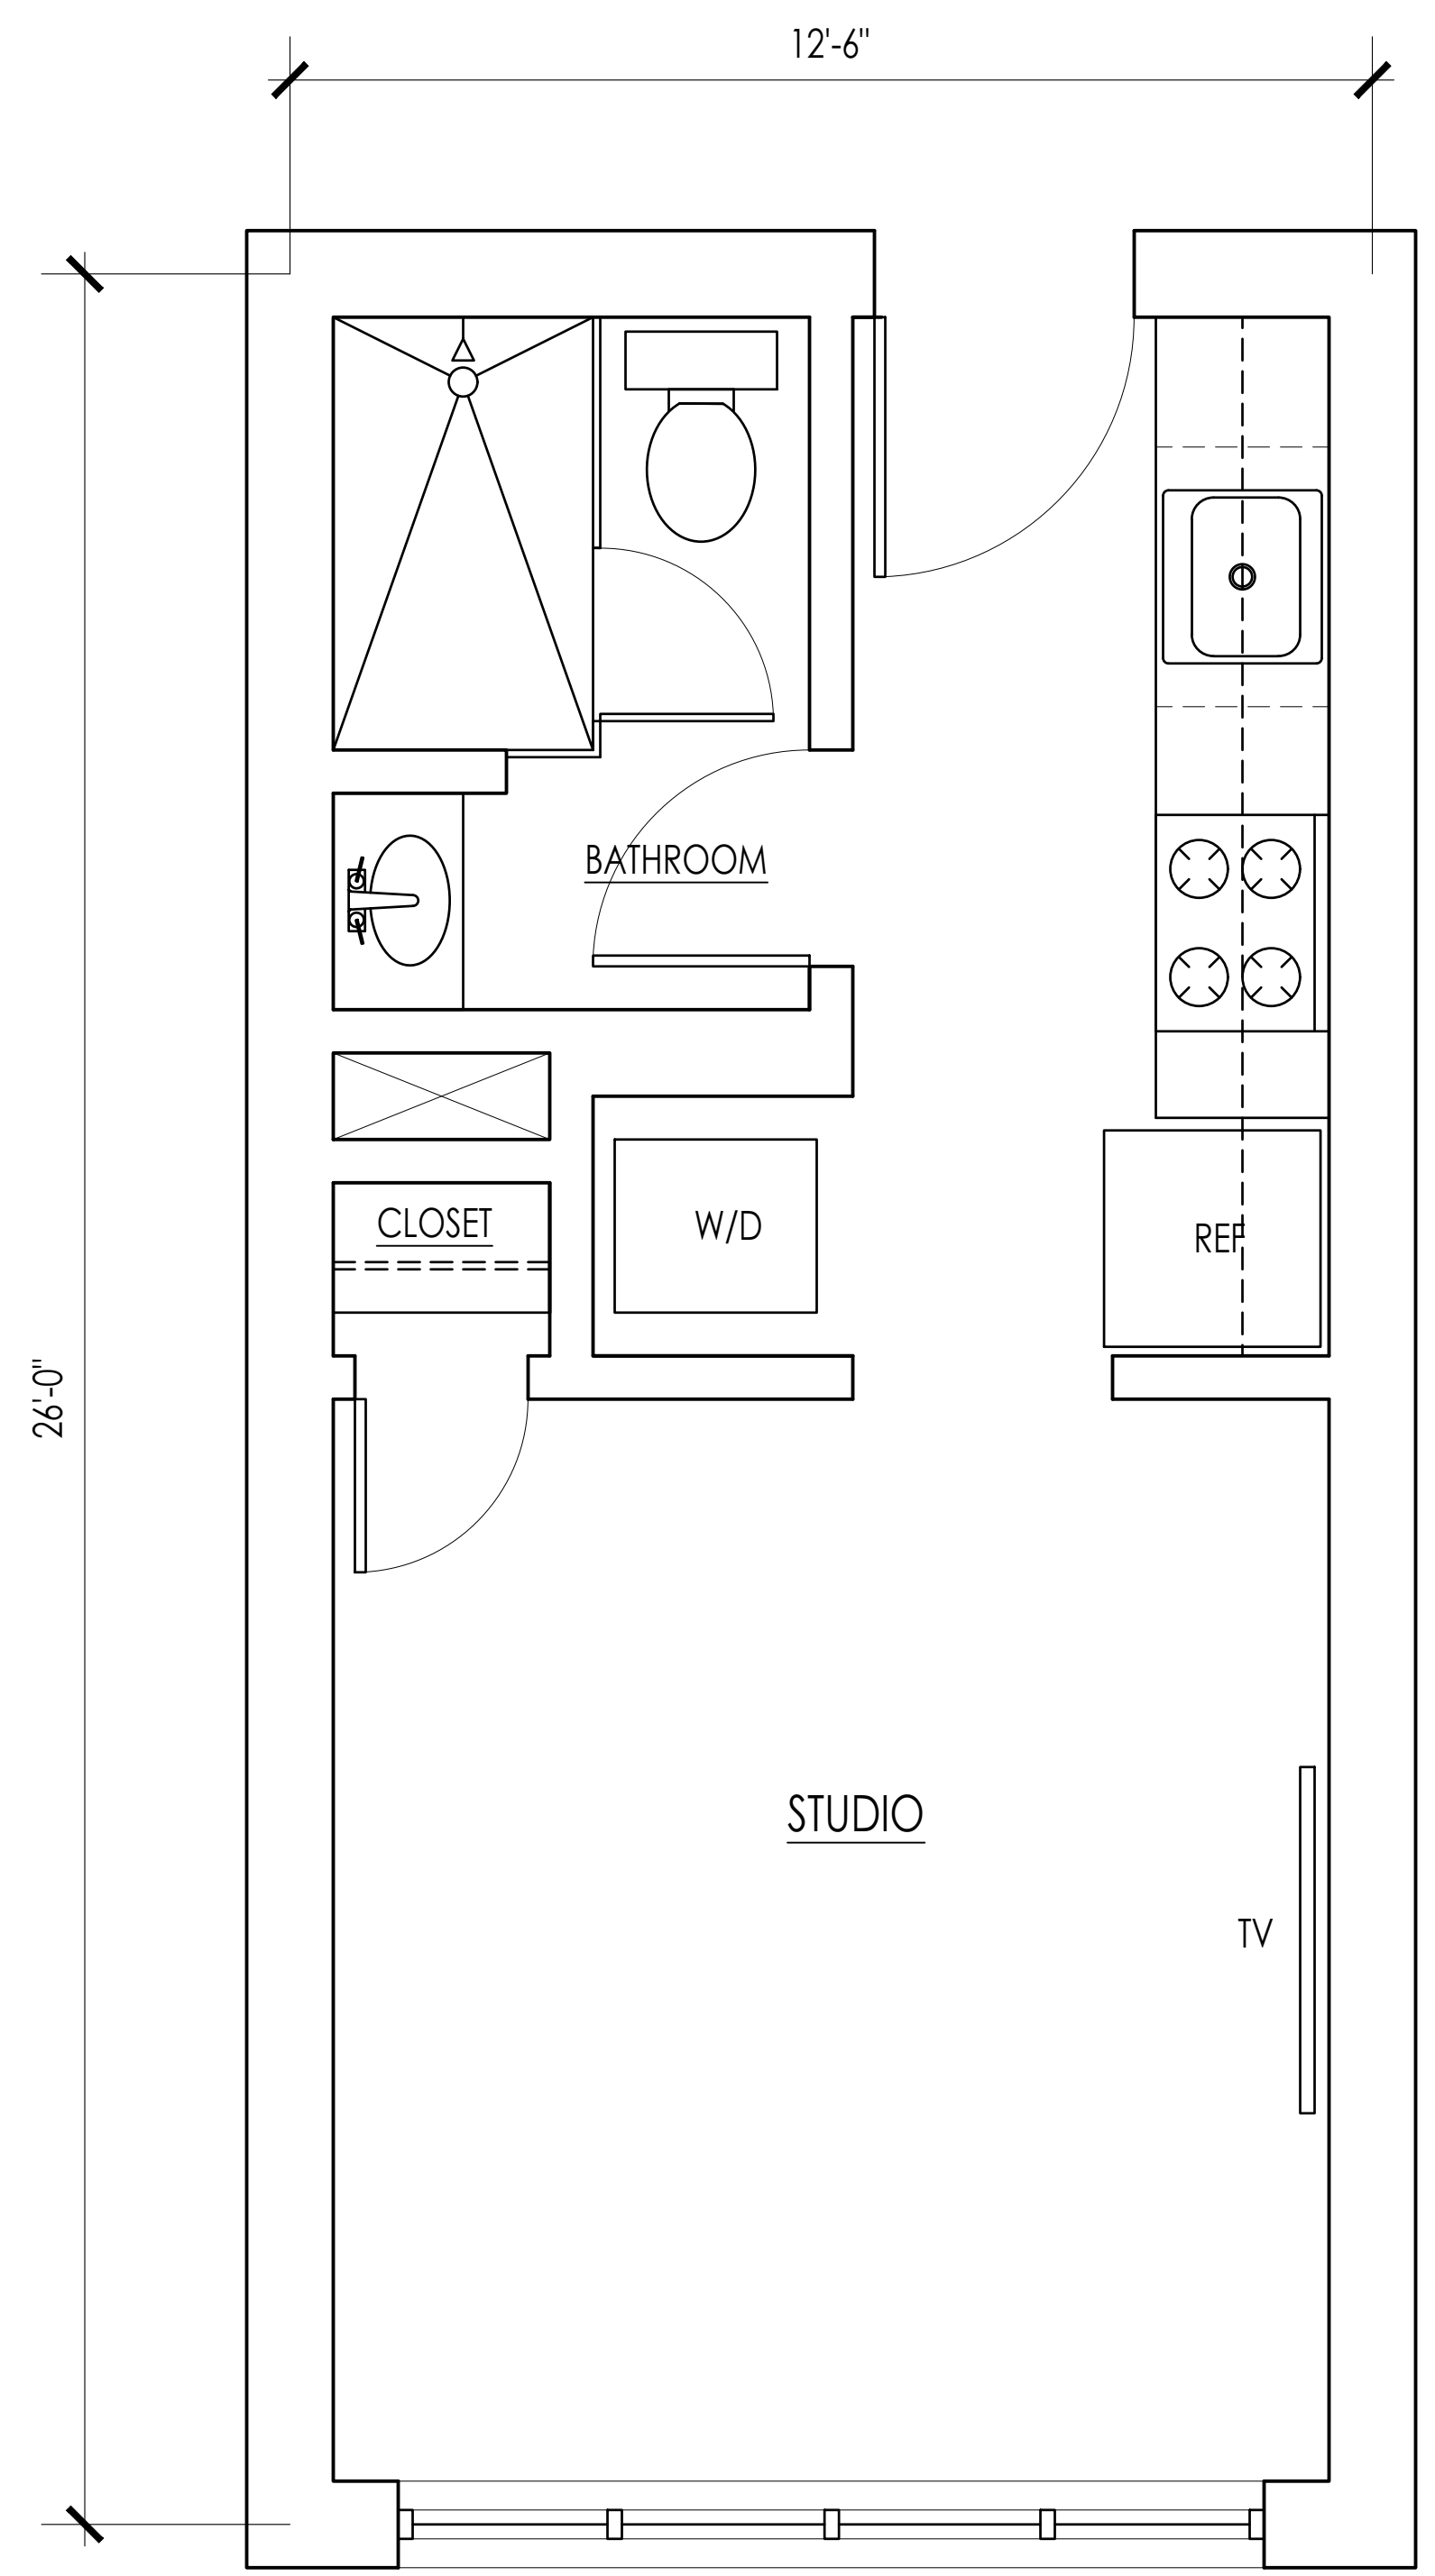 12'-6"
BATHROOM
CLOSET
W/D
REF
26'-0"
STUDIO
TV